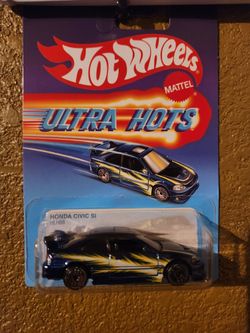 Hot Wheels
MATTEL
ULTRA HOTS
HONDA CIVIC SI